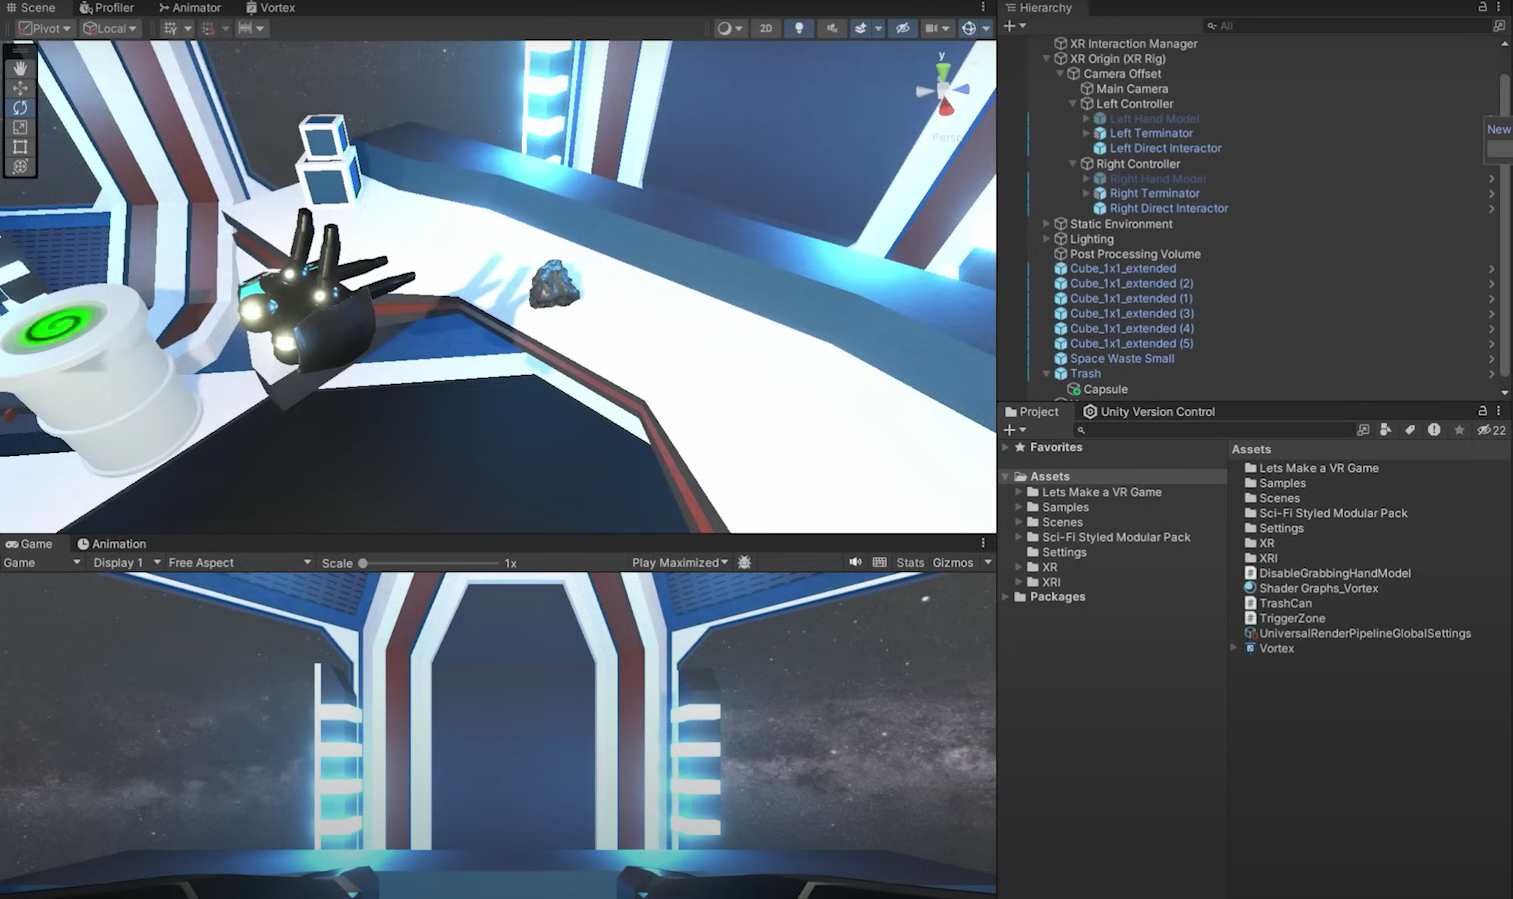 Scene Profiler Animator Vortex
Pivot Local 2D
y
Persp
Game Animation
Game Display 1 Free Aspect Scale 1x Play Maximized Stats Gizmos
Hierarchy
All
XR Interaction Manager
XR Origin (XR Rig)
Camera Offset
Main Camera
Left Controller
Left Hand Model
Left Terminator
Left Direct Interactor
Right Controller
Right Hand Model
Right Terminator
Right Direct Interactor
Static Environment
Lighting
Post Processing Volume
Cube_1x1_extended
Cube_1x1_extended (2)
Cube_1x1_extended (1)
Cube_1x1_extended (3)
Cube_1x1_extended (4)
Cube_1x1_extended (5)
Space Waste Small
Trash
Capsule
New
Project Unity Version Control
22
Favorites
Assets
Lets Make a VR Game
Samples
Scenes
Sci-Fi Styled Modular Pack
Settings
XR
XRI
Packages
Assets
Lets Make a VR Game
Samples
Scenes
Sci-Fi Styled Modular Pack
Settings
XR
XRI
DisableGrabbingHandModel
Shader Graphs_Vortex
TrashCan
TriggerZone
UniversalRenderPipelineGlobalSettings
Vortex